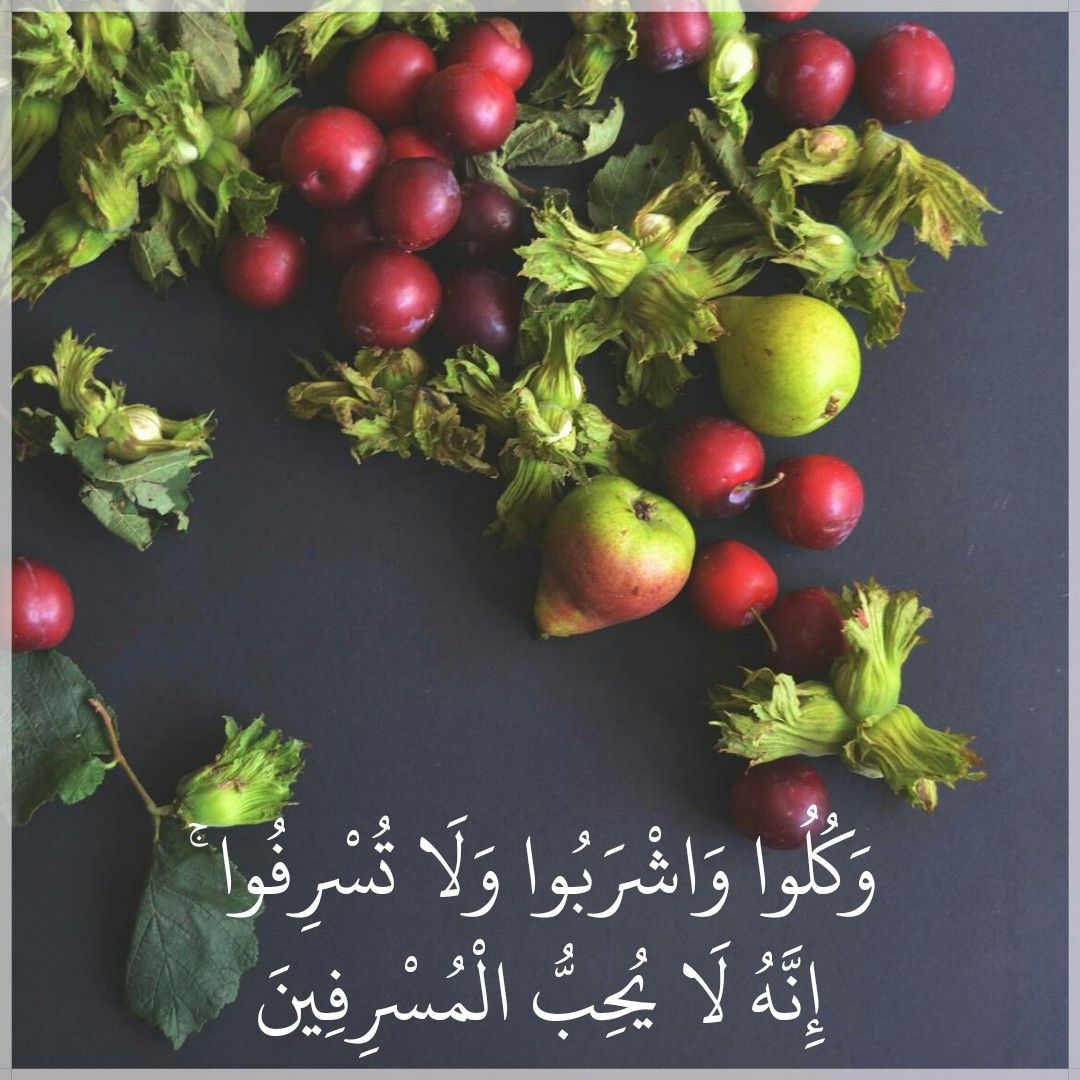 وَكُلُوا وَاشْرَبُوا وَلَا تُسْرِفُوا ۚ
إِنَّهُ لَا يُحِبُّ الْمُسْرِفِينَ